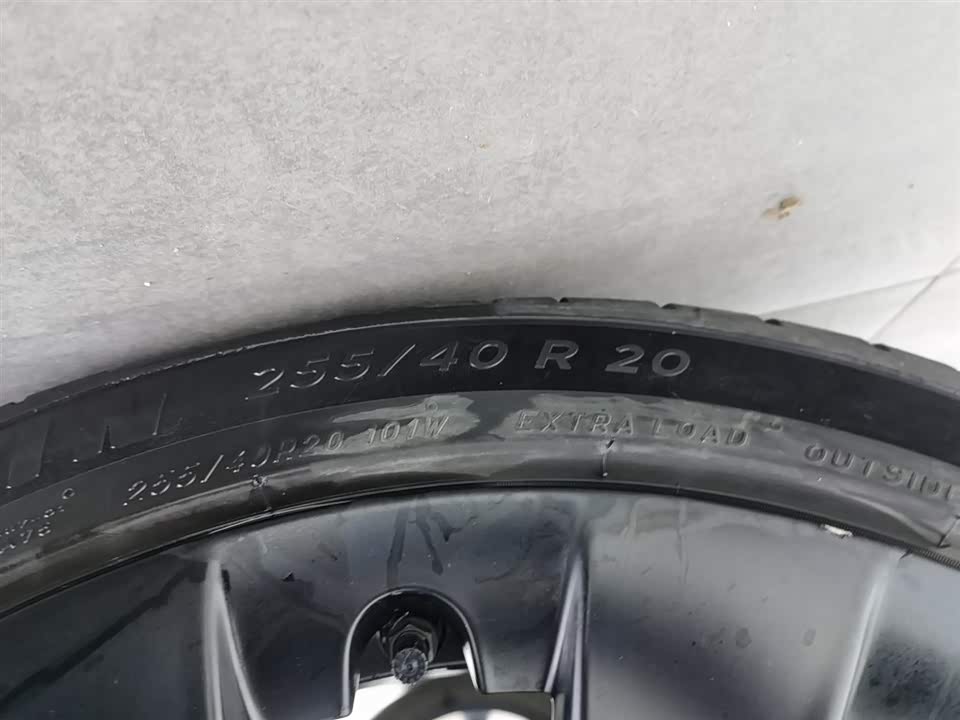 255/40 R 20
255/40R20 101W EXTRA LOAD OUTSIDE